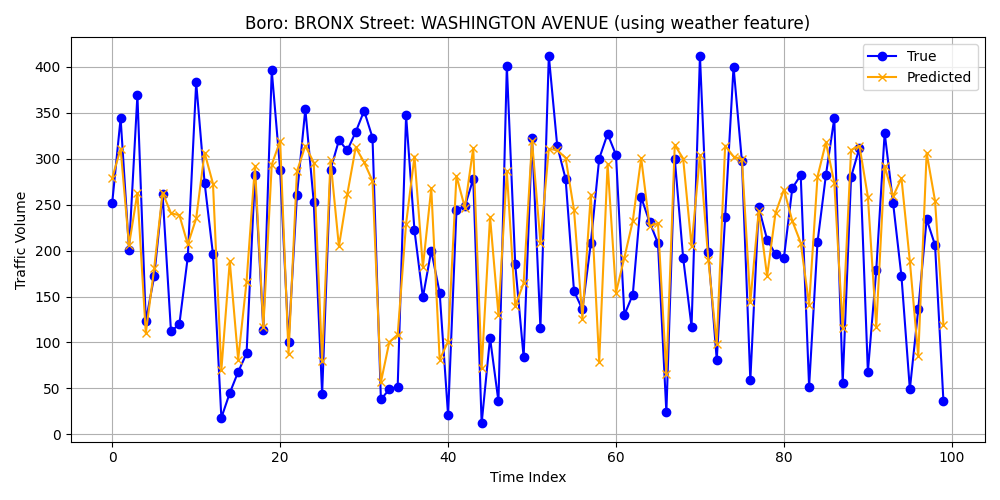 Boro: BRONX Street: WASHINGTON AVENUE (using weather feature)
True
Predicted
Traffic Volume
400
350
300
250
200
150
100
50
0
0 20 40 60 80 100
Time Index